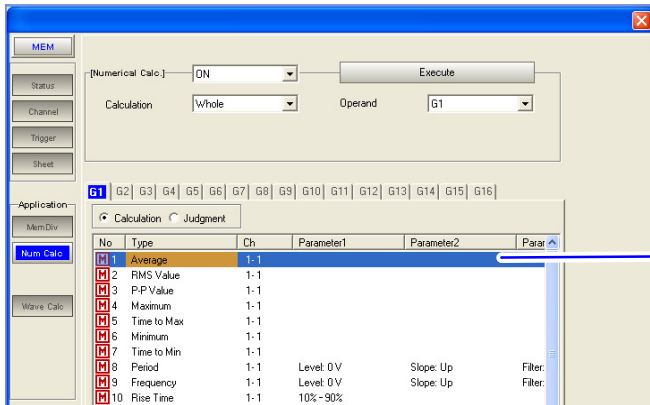 MEM
Status
Channel
Trigger
Sheet
Application
MemDiv
Num Calc
Wave Calc
[Numerical Calc.] ON Execute
Calculation Whole Operand G1
G1 G2 G3 G4 G5 G6 G7 G8 G9 G10 G11 G12 G13 G14 G15 G16
Calculation Judgment
No Type Ch Parameter1 Parameter2 Parar
M 1 Average 1- 1
M 2 RMS Value 1- 1
M 3 P-P Value 1- 1
M 4 Maximum 1- 1
M 5 Time to Max 1- 1
M 6 Minimum 1- 1
M 7 Time to Min 1- 1
M 8 Period 1- 1 Level: 0 V Slope: Up Filter:
M 9 Frequency 1- 1 Level: 0 V Slope: Up Filter:
M 10 Rise Time 1- 1 10% - 90%